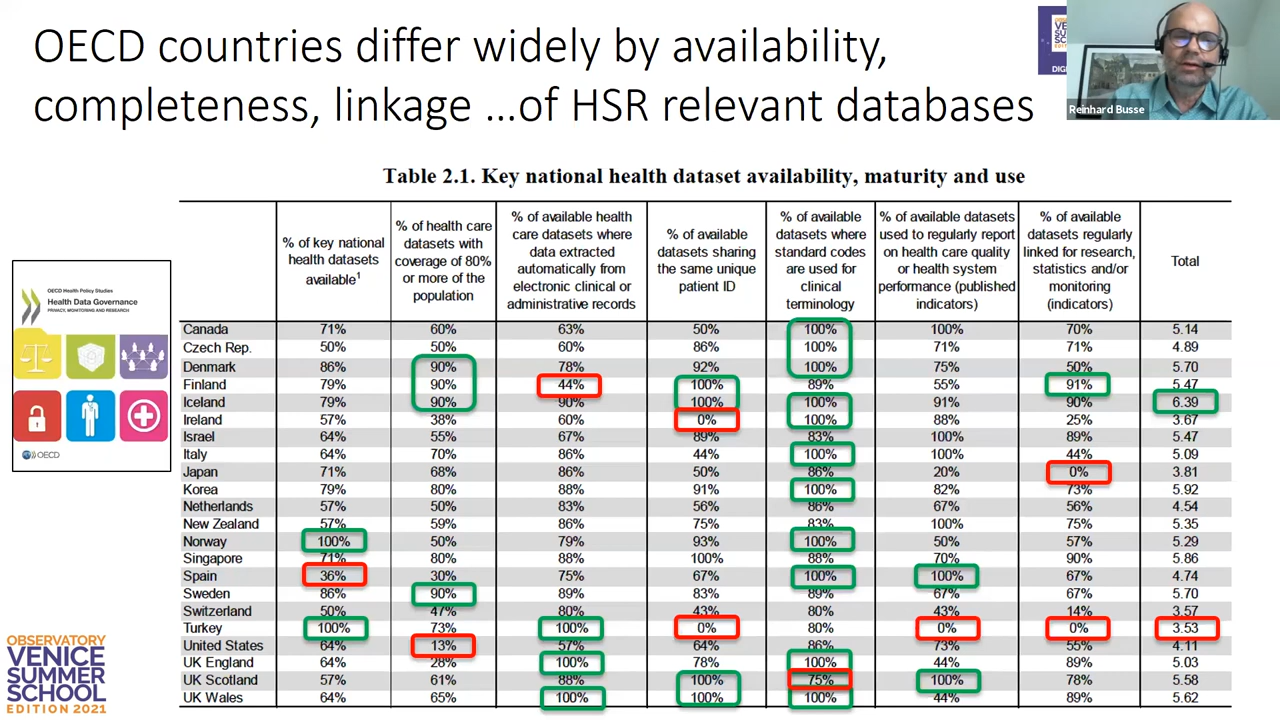 OECD countries differ widely by availability,
completeness, linkage ...of HSR relevant databases
VENI
SUM
SC
EDITION
DIGI
Reinhard Busse
Table 2.1. Key national health dataset availability, maturity and use
% of key national health datasets available¹
% of health care datasets with coverage of 80% or more of the population
% of available health care datasets where data extracted automatically from electronic clinical or administrative records
% of available datasets sharing the same unique patient ID
% of available datasets where standard codes are used for clinical terminology
% of available datasets used to regularly report on health care quality or health system performance (published indicators)
% of available datasets regularly linked for research, statistics and/or monitoring (indicators)
Total
Canada 71% 60% 63% 50% 100% 100% 70% 5.14
Czech Rep. 50% 50% 60% 86% 100% 71% 71% 4.89
Denmark 86% 90% 78% 92% 100% 75% 50% 5.70
Finland 79% 90% 44% 100% 89% 55% 91% 5.47
Iceland 79% 90% 90% 100% 100% 91% 90% 6.39
Ireland 57% 38% 60% 0% 100% 88% 25% 3.67
Israel 64% 55% 67% 89% 83% 100% 89% 5.47
Italy 64% 70% 86% 44% 100% 100% 44% 5.09
Japan 71% 68% 86% 50% 86% 20% 0% 3.81
Korea 79% 80% 88% 91% 100% 82% 73% 5.92
Netherlands 57% 50% 83% 56% 86% 67% 56% 4.54
New Zealand 57% 59% 86% 75% 83% 100% 75% 5.35
Norway 100% 50% 79% 93% 100% 50% 57% 5.29
Singapore 71% 80% 88% 100% 88% 70% 90% 5.86
Spain 36% 30% 75% 67% 100% 100% 67% 4.74
Sweden 86% 90% 89% 83% 89% 67% 67% 5.70
Switzerland 50% 47% 80% 43% 80% 43% 14% 3.57
Turkey 100% 73% 100% 0% 80% 0% 0% 3.53
United States 64% 13% 57% 64% 86% 73% 55% 4.11
UK England 64% 28% 100% 78% 100% 44% 89% 5.03
UK Scotland 57% 61% 88% 100% 75% 100% 78% 5.58
UK Wales 64% 65% 100% 100% 100% 44% 89% 5.62
OECD Health Policy Studies
Health Data Governance
PRIVACY, MONITORING AND RESEARCH
OECD
OBSERVATORY
VENICE
SUMMER
SCHOOL
EDITION 2021